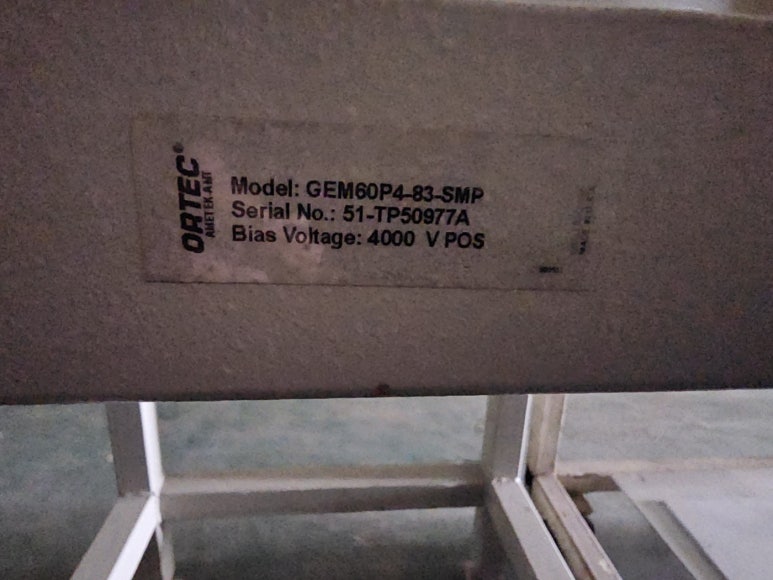 ORTEC®
AMETEK-AMT
Model: GEM60P4-83-SMP
Serial No.: 51-TP50977A
Bias Voltage: 4000 V POS